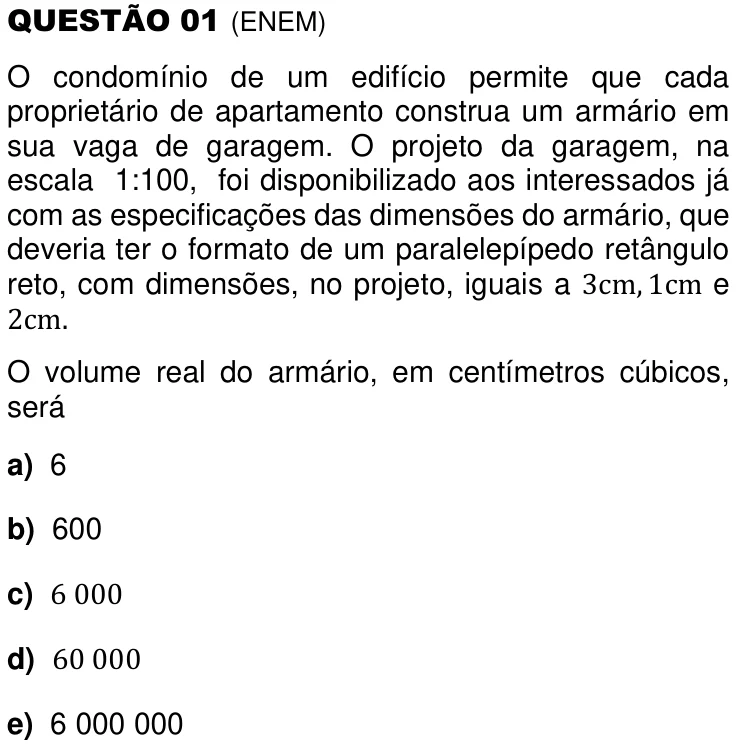 QUESTÃO 01 (ENEM)
O condomínio de um edifício permite que cada
proprietário de apartamento construa um armário em
sua vaga de garagem. O projeto da garagem, na
escala 1:100, foi disponibilizado aos interessados já
com as especificações das dimensões do armário, que
deveria ter o formato de um paralelepípedo retângulo
reto, com dimensões, no projeto, iguais a 3cm, 1cm e
2cm.
O volume real do armário, em centímetros cúbicos,
será
a) 6
b) 600
c) 6 000
d) 60 000
e) 6 000 000